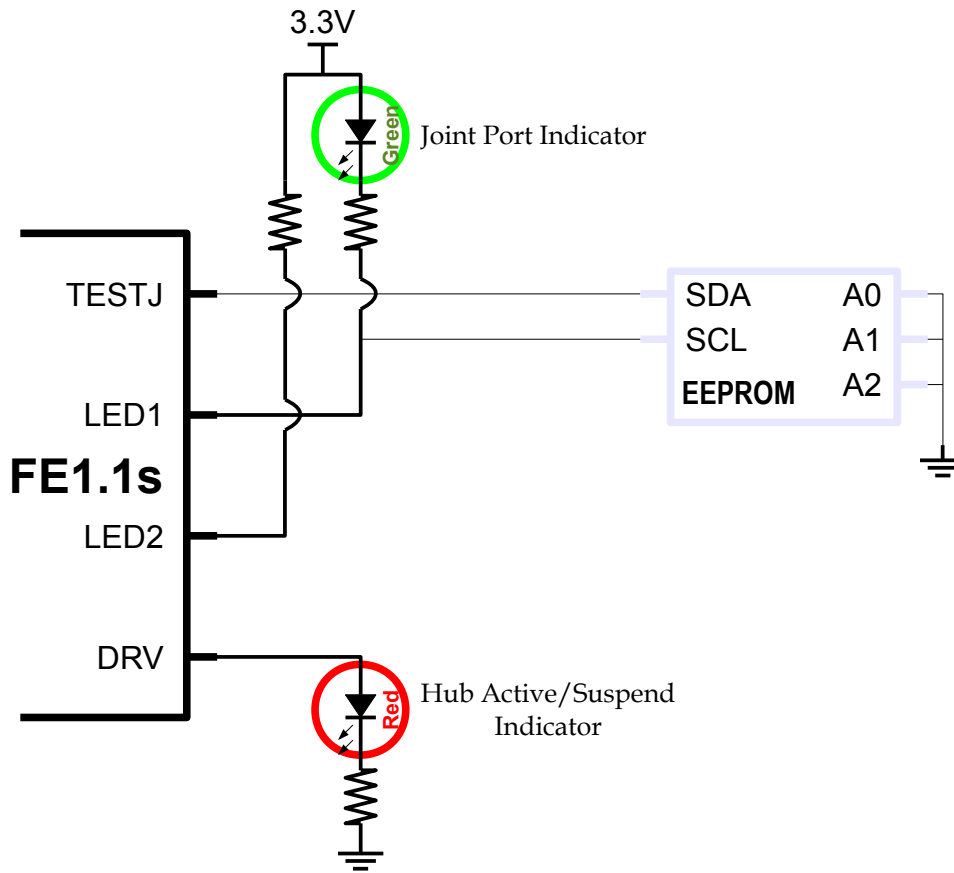 3.3V
Green
Joint Port Indicator
TESTJ
SDA
A0
SCL
A1
EEPROM
A2
LED1
FE1.1s
LED2
DRV
Red
Hub Active/Suspend
Indicator